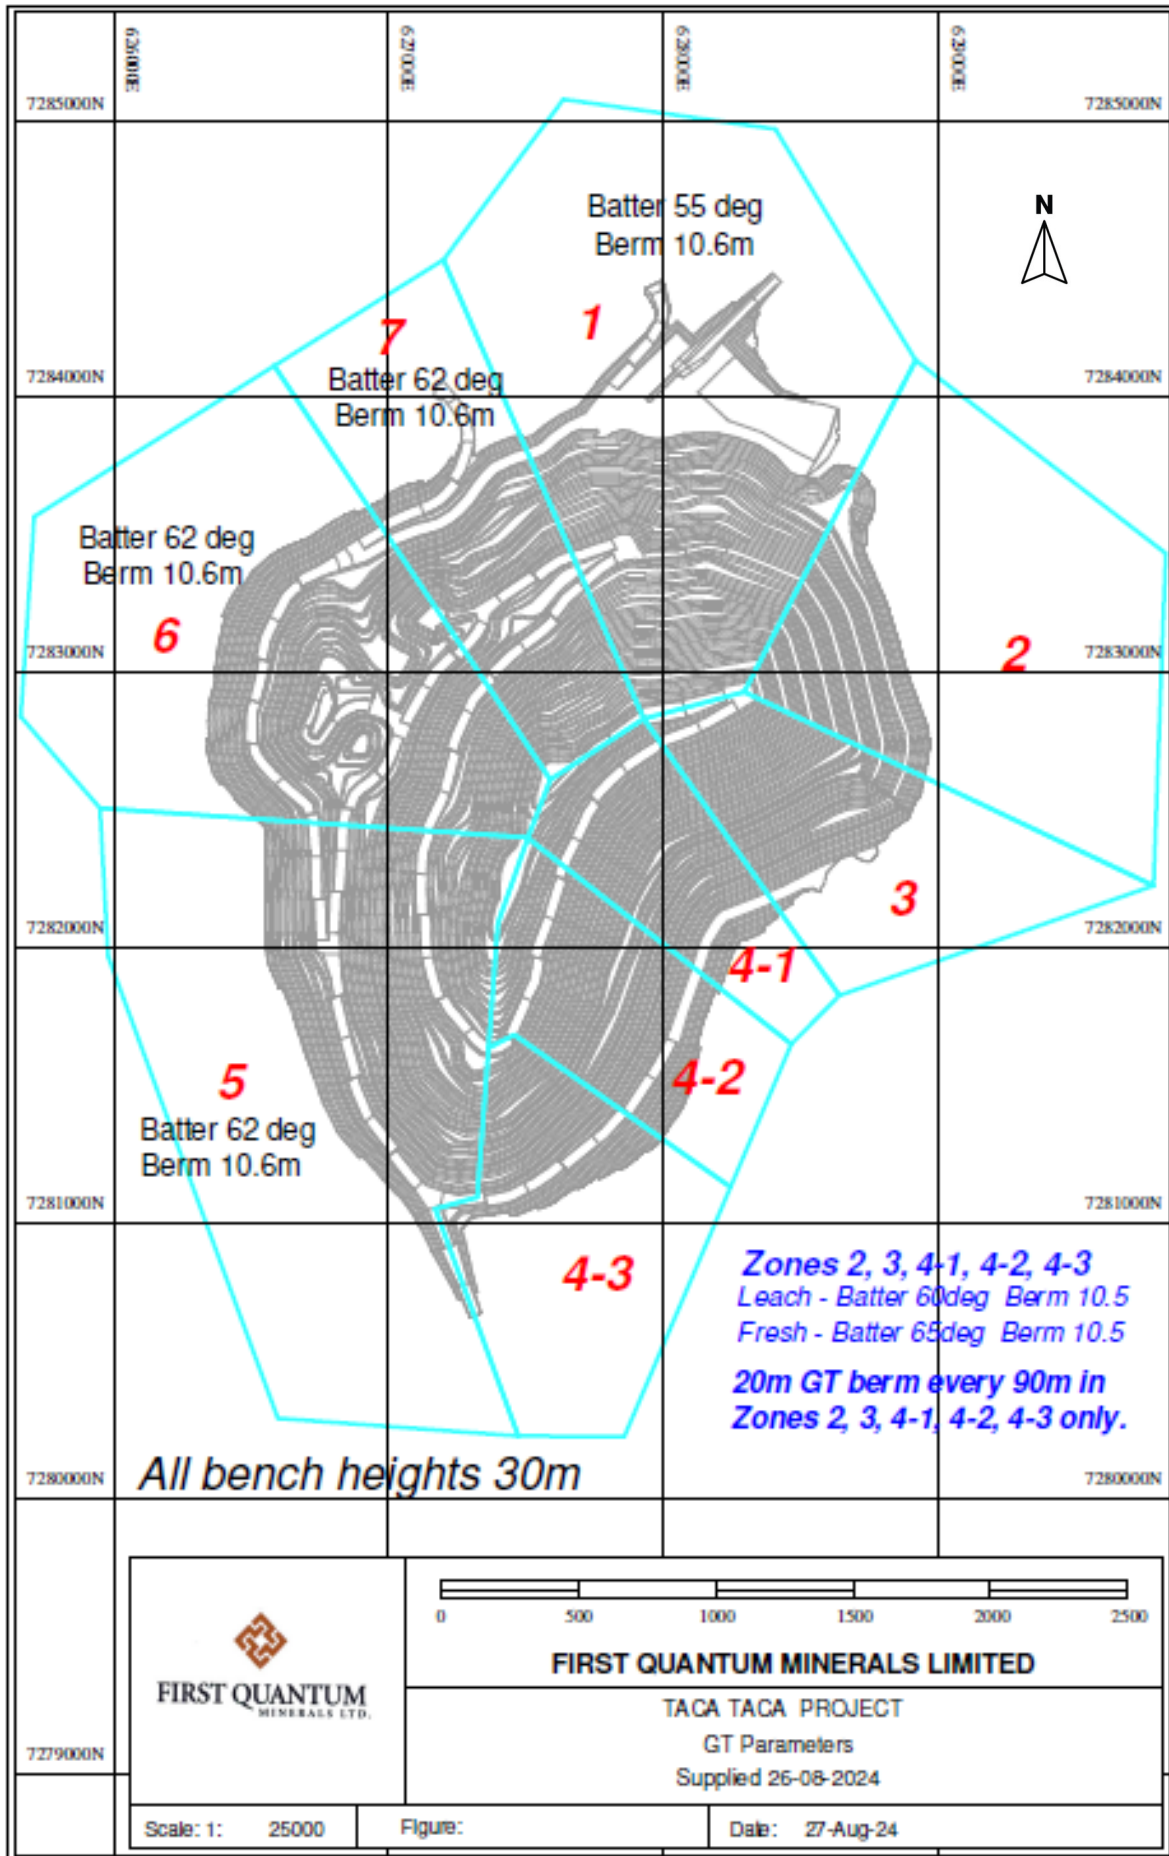 626000E
627000E
628000E
629000E
7285000N
7285000N
N
Batter 55 deg
Berm 10.6m
1
7
Batter 62 deg
Berm 10.6m
7284000N
7284000N
Batter 62 deg
Berm 10.6m
6
7283000N
7283000N
2
3
7282000N
7282000N
4-1
4-2
5
Batter 62 deg
Berm 10.6m
7281000N
7281000N
4-3
Zones 2, 3, 4-1, 4-2, 4-3
Leach - Batter 60deg Berm 10.5
Fresh - Batter 65deg Berm 10.5
20m GT berm every 90m in
Zones 2, 3, 4-1, 4-2, 4-3 only.
All bench heights 30m
7280000N
7280000N
0 500 1000 1500 2000 2500
FIRST QUANTUM
MINERALS LTD.
FIRST QUANTUM MINERALS LIMITED
TACA TACA PROJECT
GT Parameters
Supplied 26-08-2024
7279000N
Scale: 1: 25000
Figure:
Date: 27-Aug-24